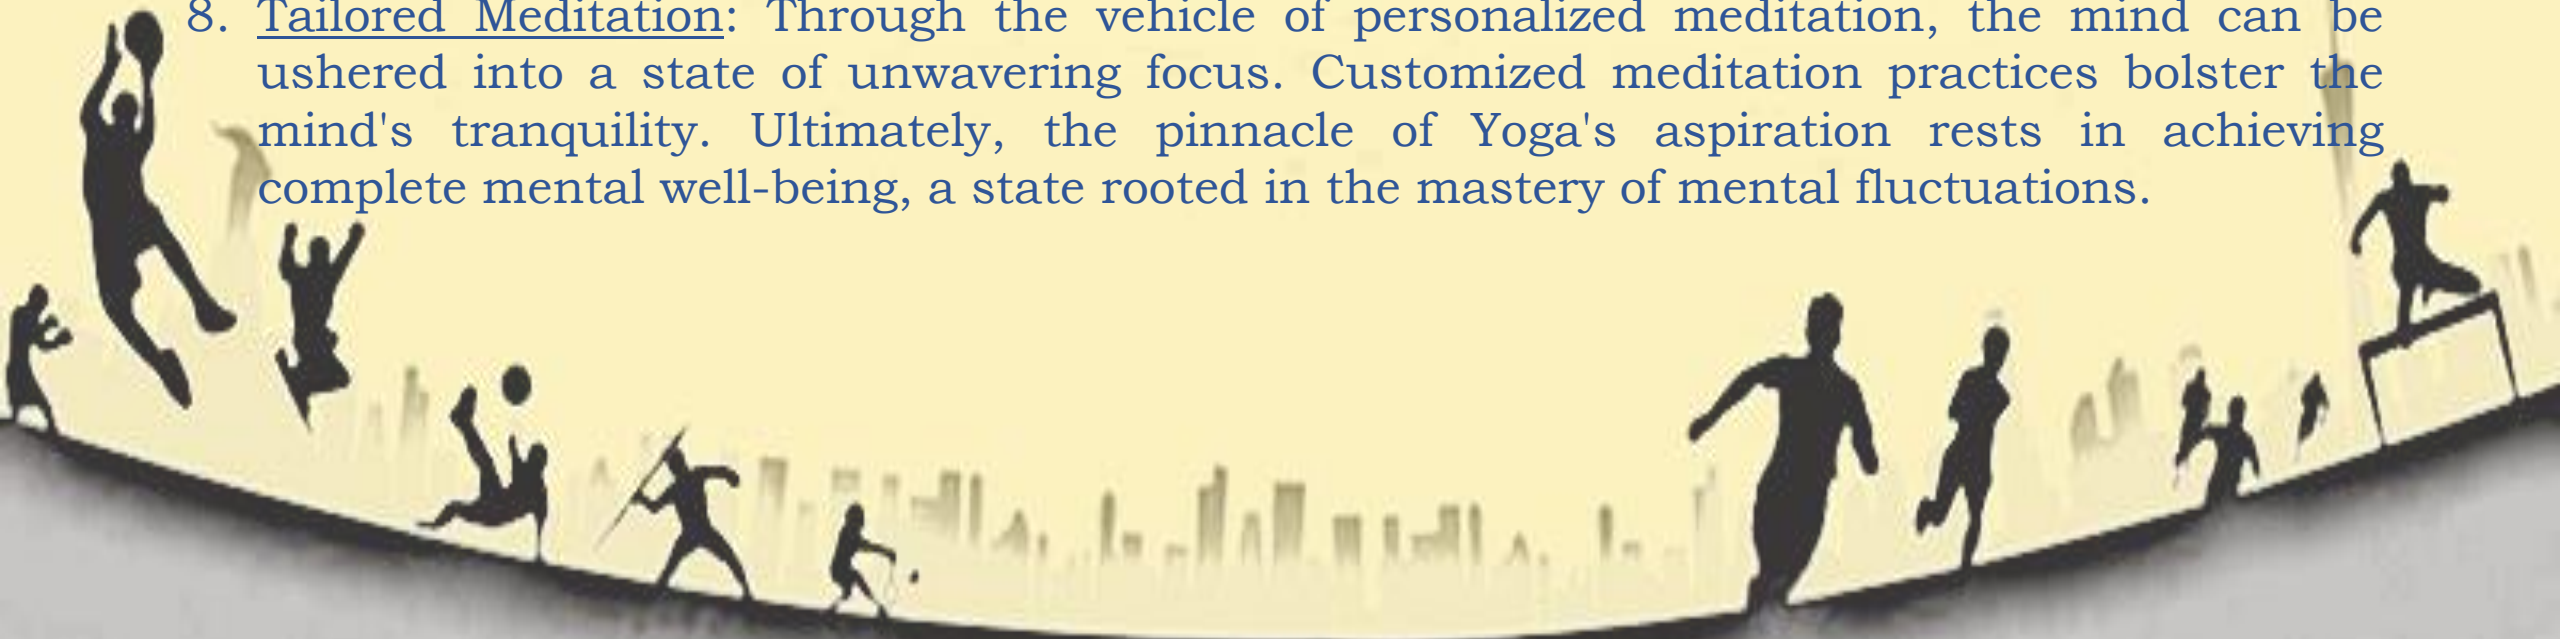 8. Tailored Meditation: Through the vehicle of personalized meditation, the mind can be
ushered into a state of unwavering focus. Customized meditation practices bolster the
mind's tranquility. Ultimately, the pinnacle of Yoga's aspiration rests in achieving
complete mental well-being, a state rooted in the mastery of mental fluctuations.